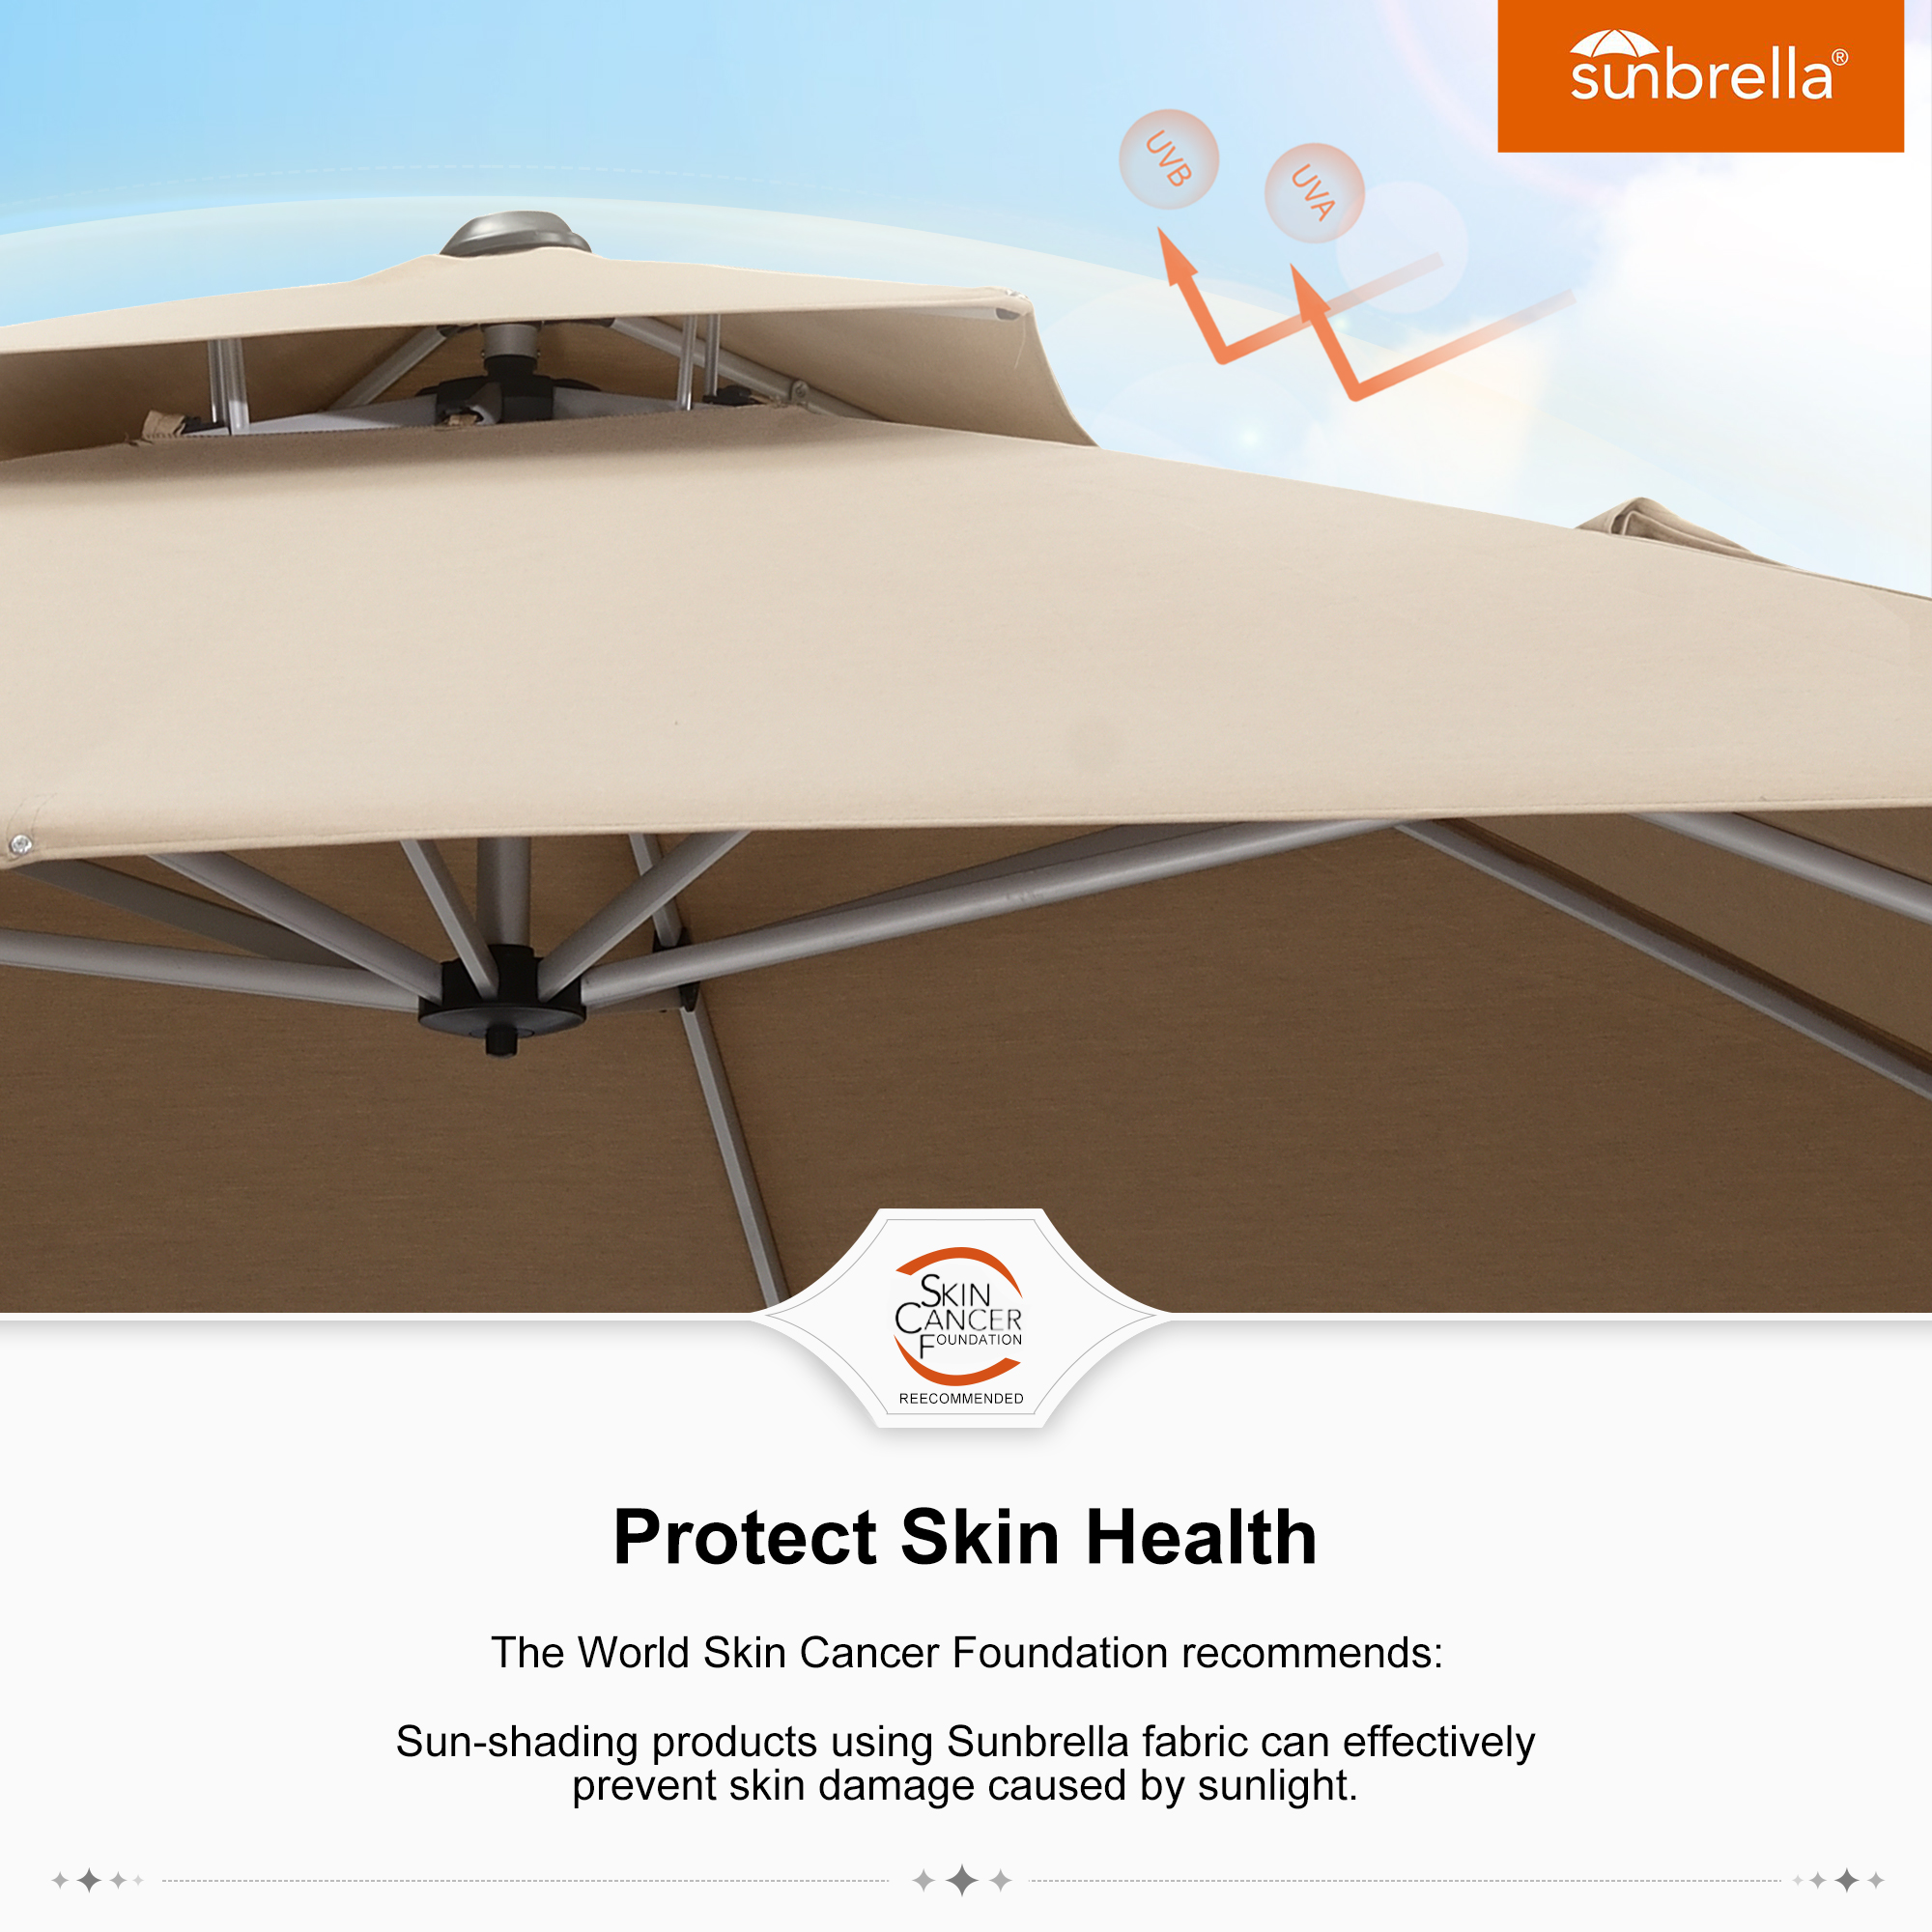 sunbrella®
UVB
UVA
SKIN
CANCER
FOUNDATION
REECOMMENDED
Protect Skin Health
The World Skin Cancer Foundation recommends:
Sun-shading products using Sunbrella fabric can effectively
prevent skin damage caused by sunlight.